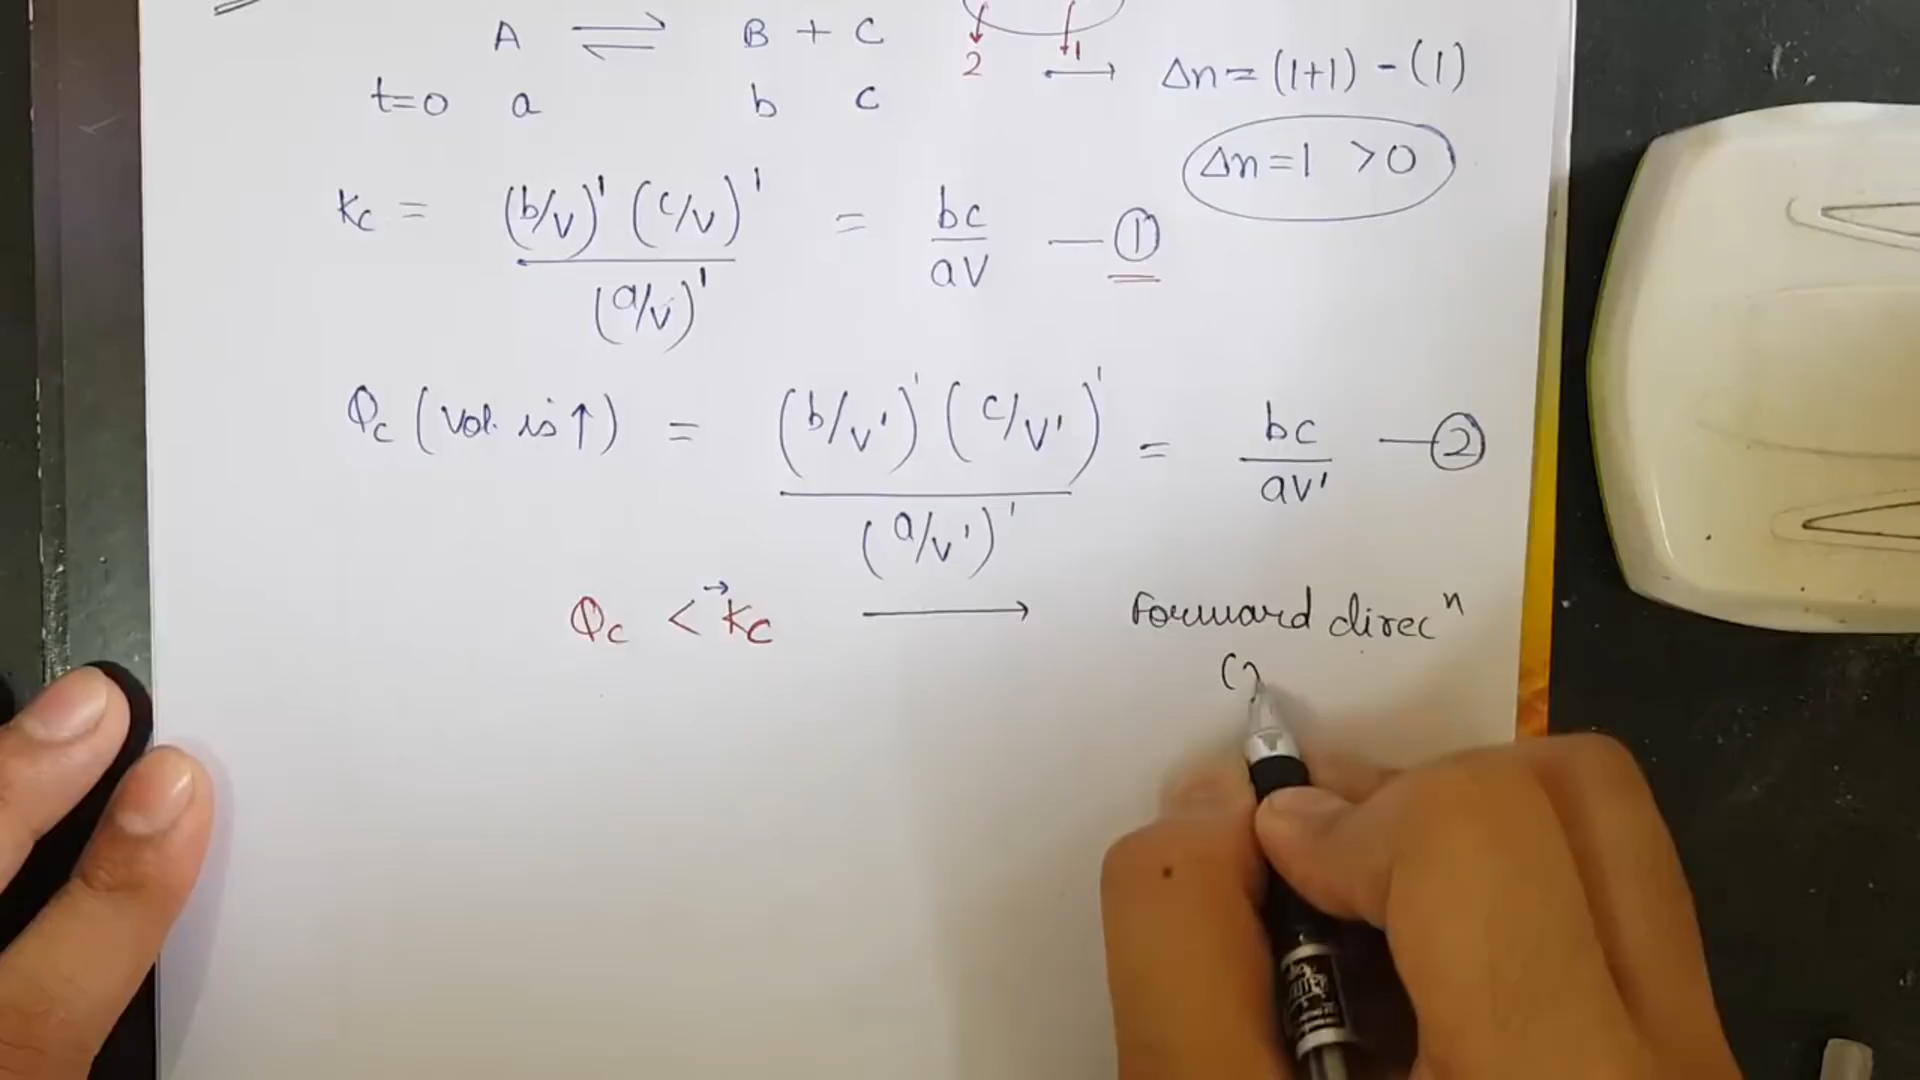 A ⇌ B + C
2 1 → Δn = (1+1) - (1)
t=0 a b c
Δn = 1 > 0
Kc = (b/v)¹ (c/v)¹ / (a/v)¹ = bc / av — ①
Qc (vol. is ↑) = (b/v')¹ (c/v')¹ / (a/v')¹ = bc / av' — ②
Qc < Kc → Forward direcⁿ